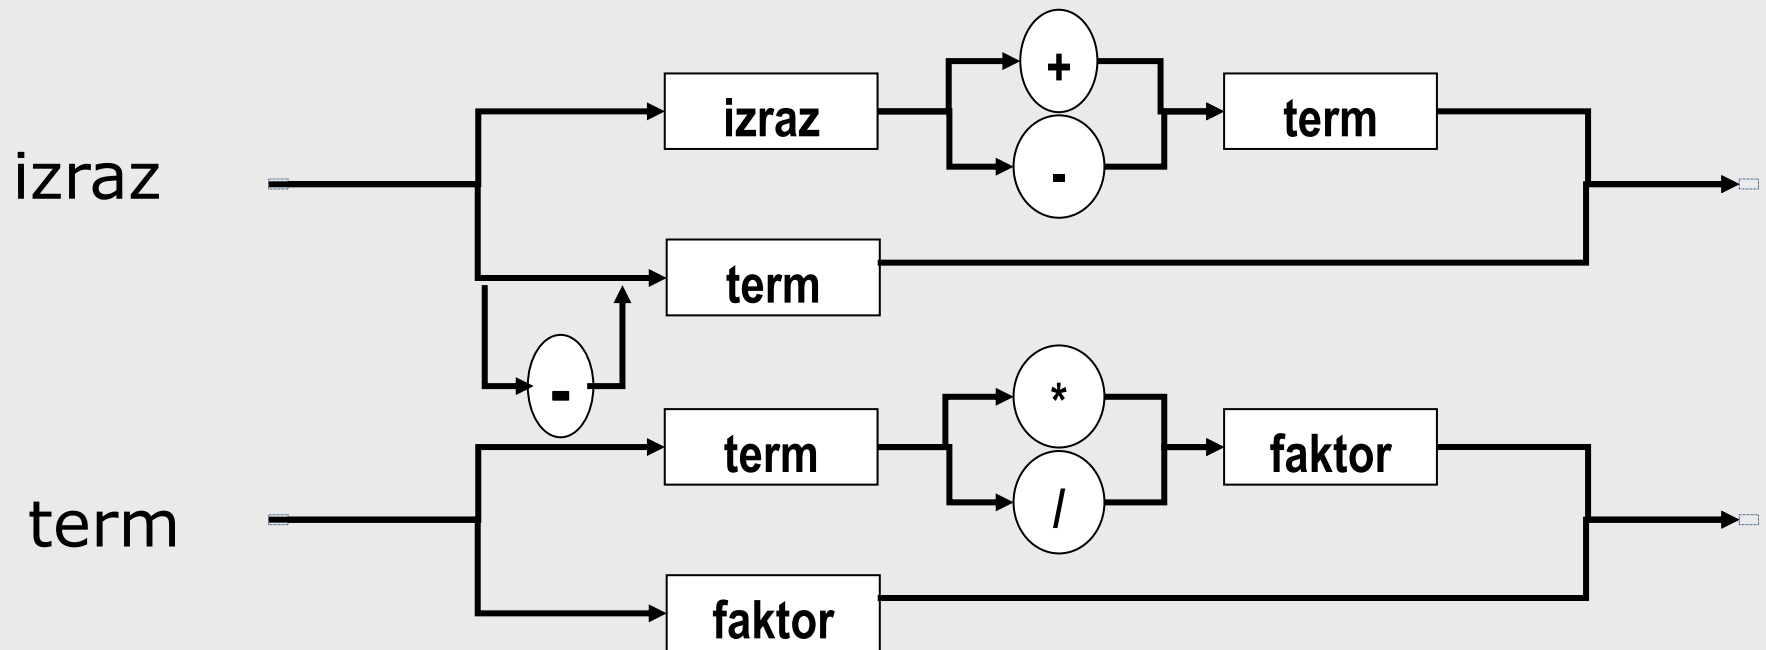 +
izraz
term
-
izraz
term
-
*
term
faktor
/
term
faktor